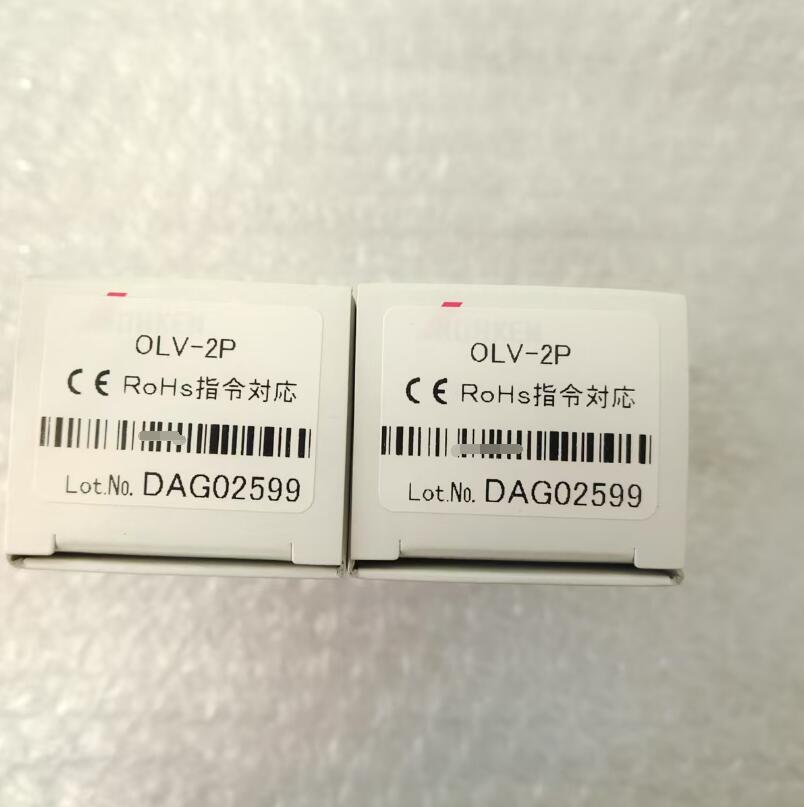 OLV-2P
CE RoHs指令対応
Lot.No. DAG02599
OLV-2P
CE RoHs指令対応
Lot.No. DAG02599